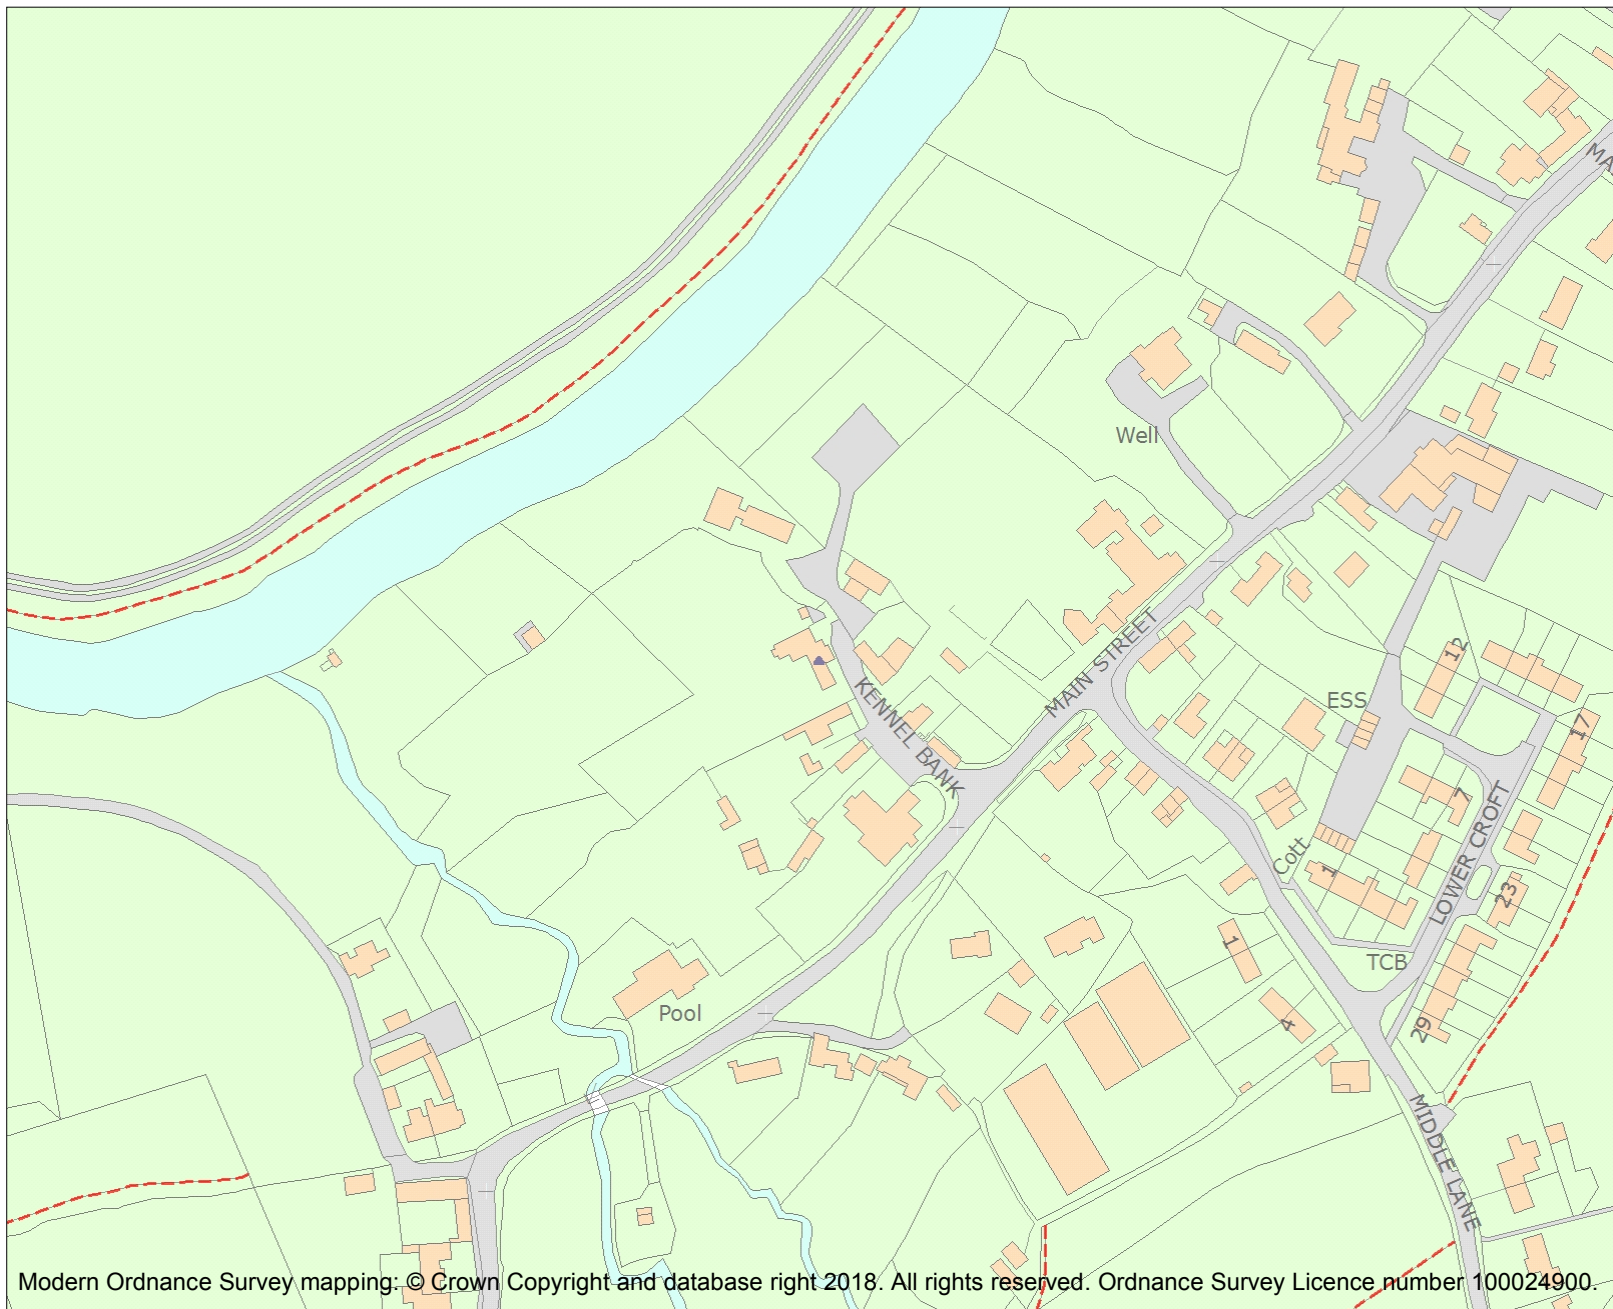 MA
Well
MAIN STREET
12
ESS
17
KENNEL BANK
7
Cott
1
LOWER CROFT
23
1
TCB
Pool
4
29
MIDDLE LANE
Modern Ordnance Survey mapping: © Crown Copyright and database right 2018. All rights reserved. Ordnance Survey Licence number 100024900.